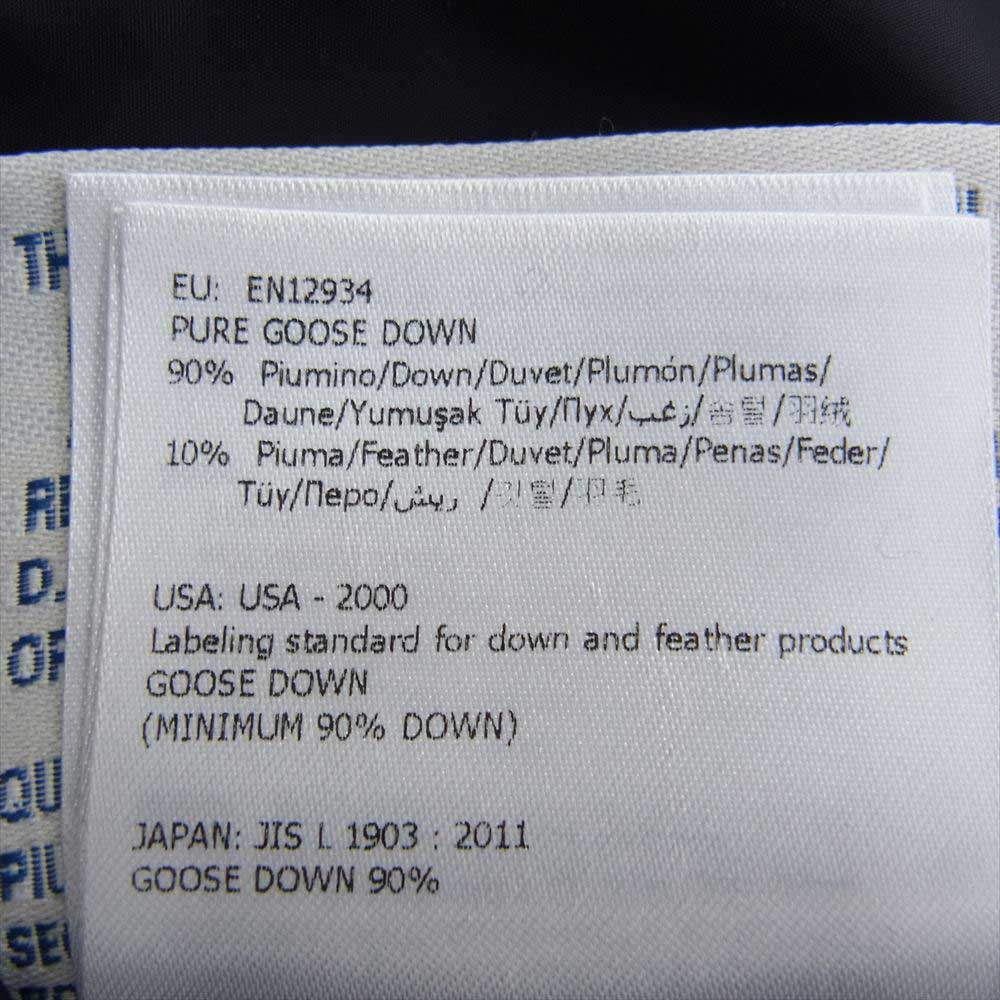 EU: EN12934
PURE GOOSE DOWN
90% Piumino/Down/Duvet/Plumón/Plumas/
Daune/Yumuşak Tüy/Пух/زغب/솜털/羽绒
10% Piuma/Feather/Duvet/Pluma/Penas/Feder/
Tüy/Перо/ريش /깃털/羽毛
USA: USA - 2000
Labeling standard for down and feather products
GOOSE DOWN
(MINIMUM 90% DOWN)
JAPAN: JIS L 1903 : 2011
GOOSE DOWN 90%